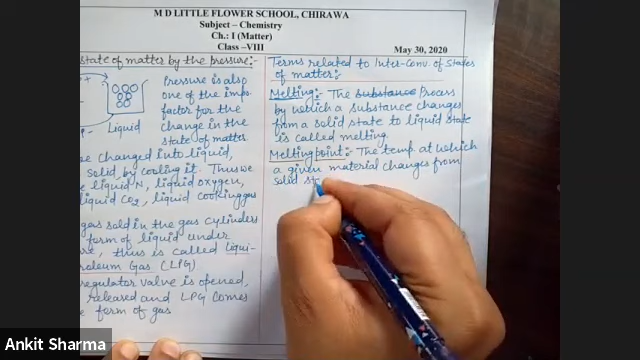 M D LITTLE FLOWER SCHOOL, CHIRAWA
Subject – Chemistry
Ch.: I (Matter)
Class –VIII
May 30, 2020
state of matter by the pressure:-
Pressure is also
one of the imp.
factor for the
change in the
state of matter
Liquid
be changed into liquid,
solid by cooling it. Thus we
liquid N, liquid oxygen,
liquid CO2, liquid cooking gas
gas sold in the gas cylinders
form of liquid under
, thus is called Liqui-
roleum Gas (LPG)
regulator valve is opened,
released and LPG comes
form of gas
Terms related to Inter-Conv. of States
of matter:-
Melting:- The substance Process
by which a substance changes
from a solid state to liquid state
is called melting.
Melting point:- The temp. at which
a given material changes from
solid st
Ankit Sharma